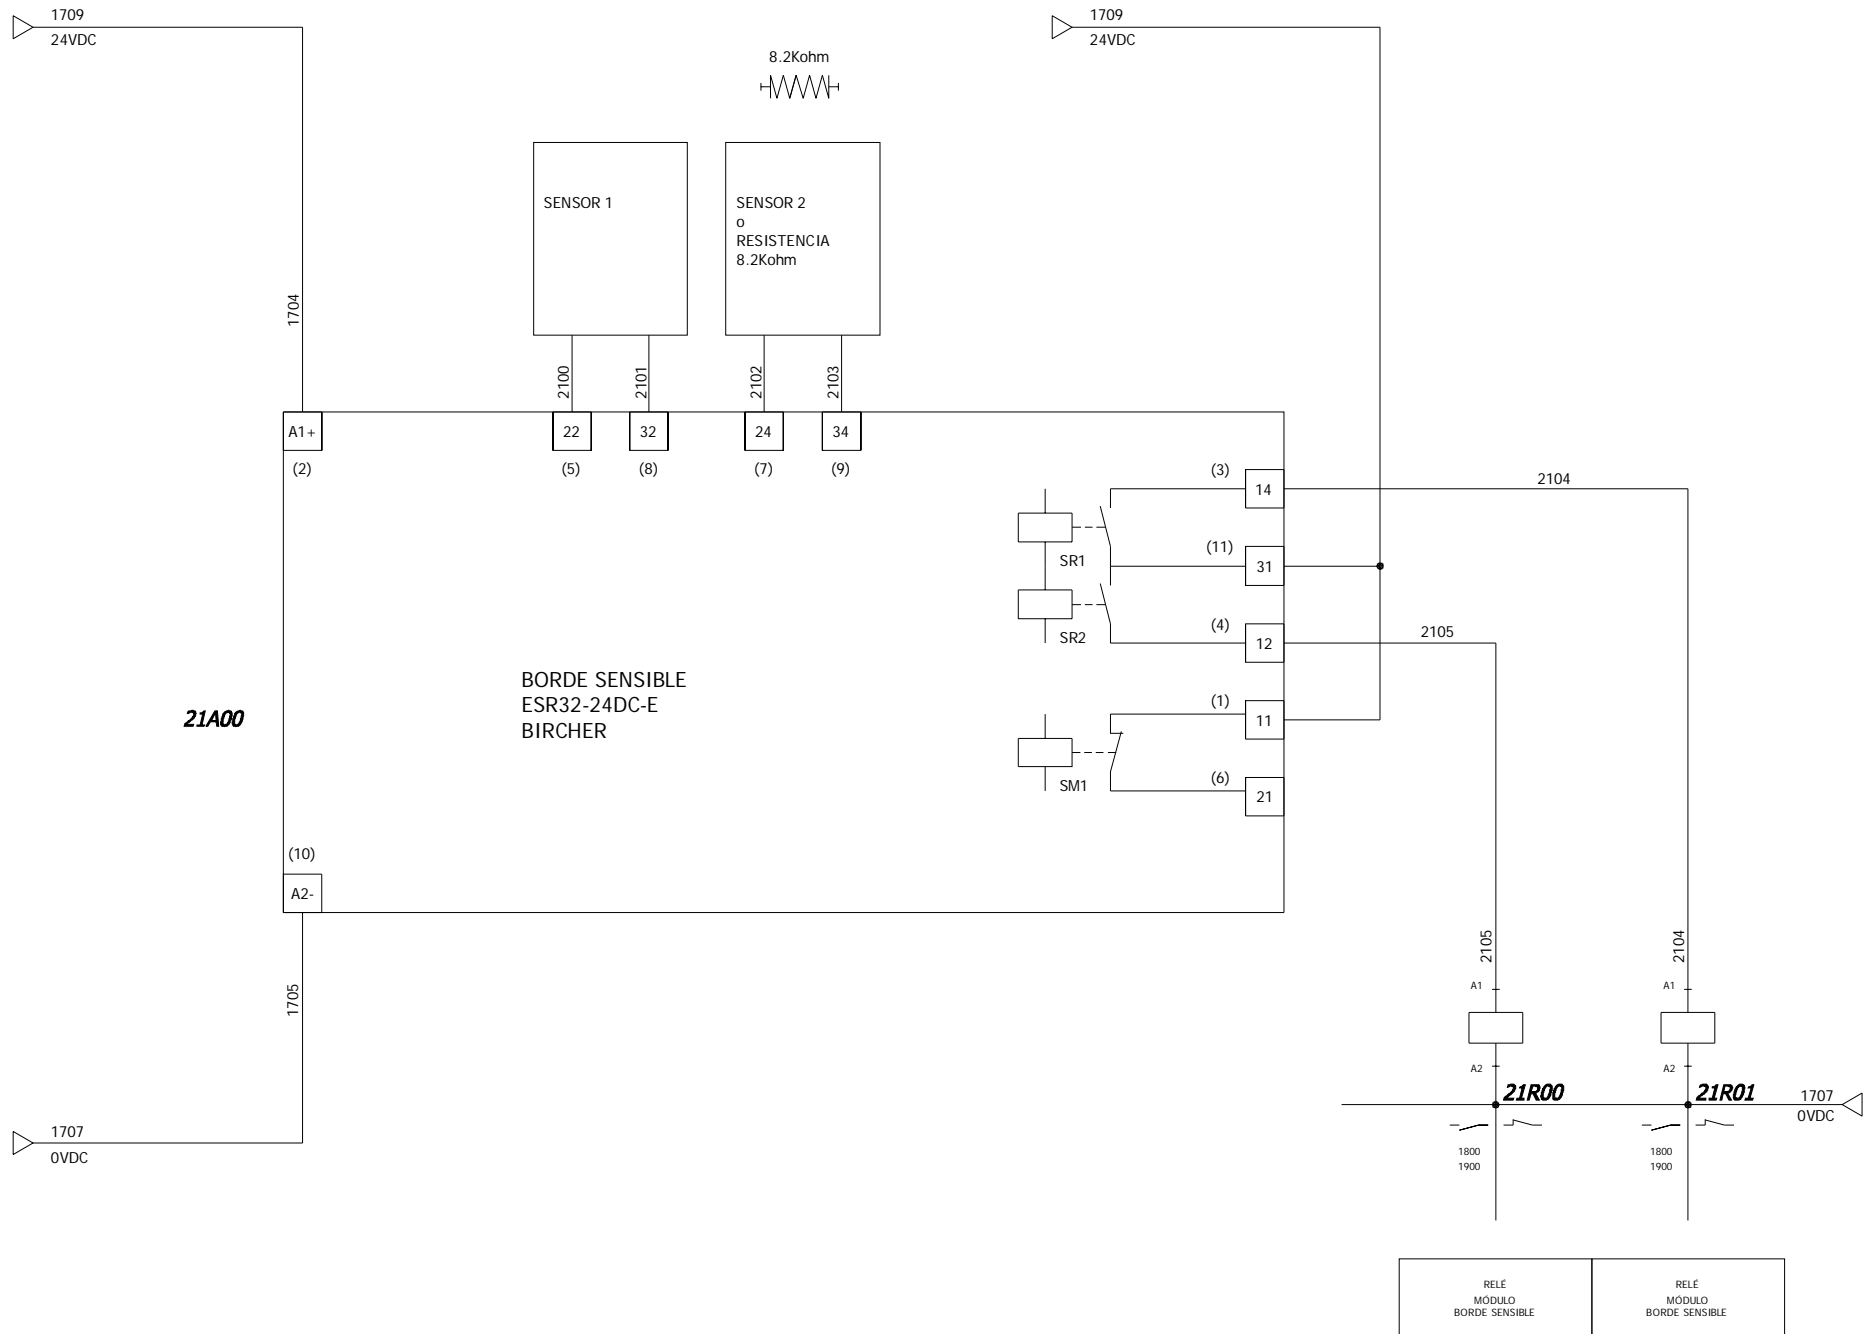 1709
24VDC
1709
24VDC
8.2Kohm
SENSOR 1
SENSOR 2
o
RESISTENCIA
8.2Kohm
1704
2100
2101
2102
2103
A1+
22
32
24
34
(2)
(5)
(8)
(7)
(9)
(3)
14
2104
(11)
31
SR1
(4)
12
2105
SR2
BORDE SENSIBLE
ESR32-24DC-E
BIRCHER
21A00
(1)
11
(6)
21
SM1
(10)
A2-
1705
2105
2104
A1
A1
A2
A2
21R00
21R01
1707
0VDC
1707
0VDC
1800
1900
1800
1900
RELÉ
MÓDULO
BORDE SENSIBLE
RELÉ
MÓDULO
BORDE SENSIBLE